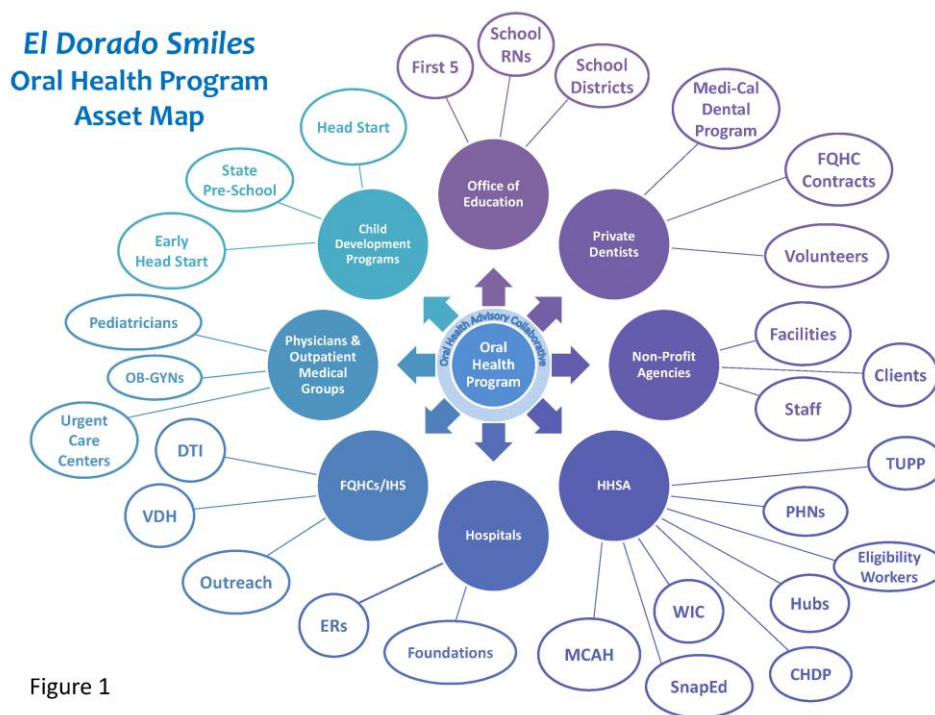 El Dorado Smiles
Oral Health Program
Asset Map
First 5
School
RNs
School
Districts
Office of
Education
Head Start
State
Pre-School
Early
Head Start
Child
Development
Programs
Medi-Cal
Dental
Program
FQHC
Contracts
Volunteers
Private
Dentists
Pediatricians
OB-GYNs
Urgent
Care
Centers
Physicians &
Outpatient
Medical
Groups
Oral Health Advisory Collaborative
Oral
Health
Program
Non-Profit
Agencies
Facilities
Clients
Staff
DTI
VDH
Outreach
FQHCs/IHS
Hospitals
ERs
Foundations
HHSA
TUPP
PHNs
Eligibility
Workers
Hubs
CHDP
WIC
SnapEd
MCAH
Figure 1